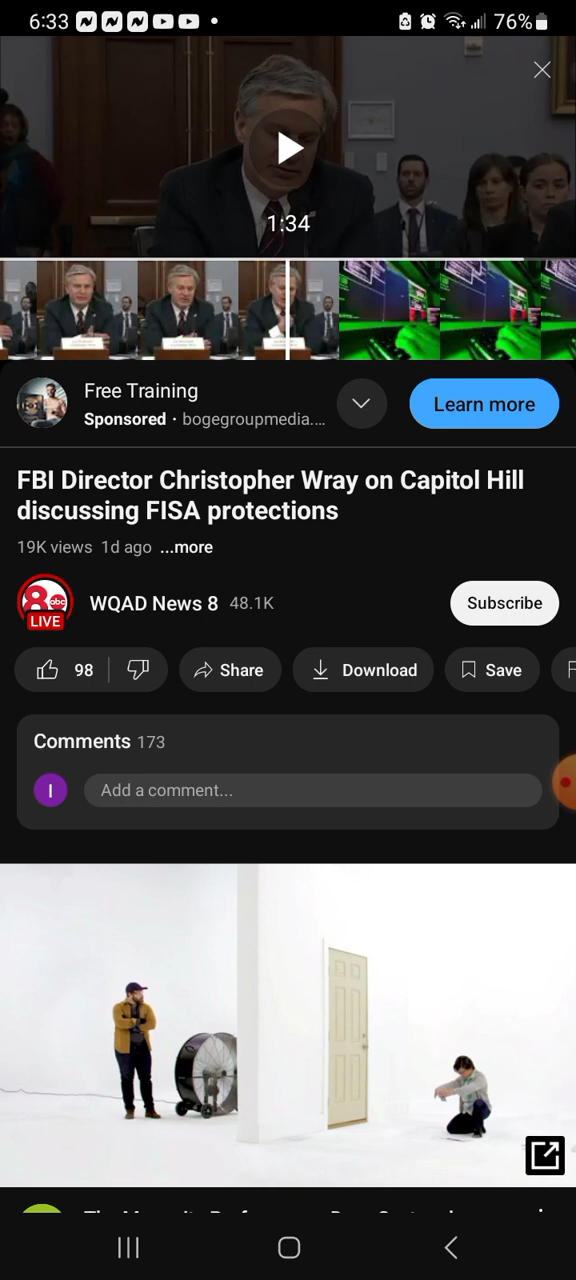 6:33
76%
1:34
Free Training
Sponsored · bogegroupmedia....
Learn more
FBI Director Christopher Wray on Capitol Hill
discussing FISA protections
19K views 1d ago ...more
8 abc
LIVE
WQAD News 8 48.1K
Subscribe
98
Share
Download
Save
Comments 173
I
Add a comment...